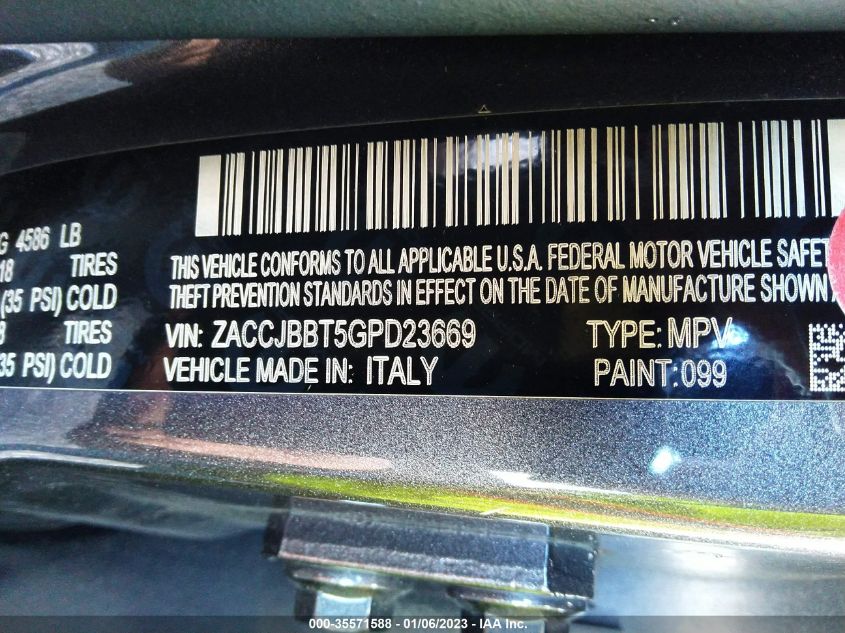 G 4586 LB
18 TIRES
(35 PSI) COLD
8 TIRES
35 PSI) COLD
THIS VEHICLE CONFORMS TO ALL APPLICABLE U.S.A. FEDERAL MOTOR VEHICLE SAFETY
THEFT PREVENTION STANDARDS IN EFFECT ON THE DATE OF MANUFACTURE SHOWN A
VIN: ZACCJBBT5GPD23669 TYPE: MPV
VEHICLE MADE IN: ITALY PAINT: 099
000-35571588 - 01/06/2023 - IAA Inc.